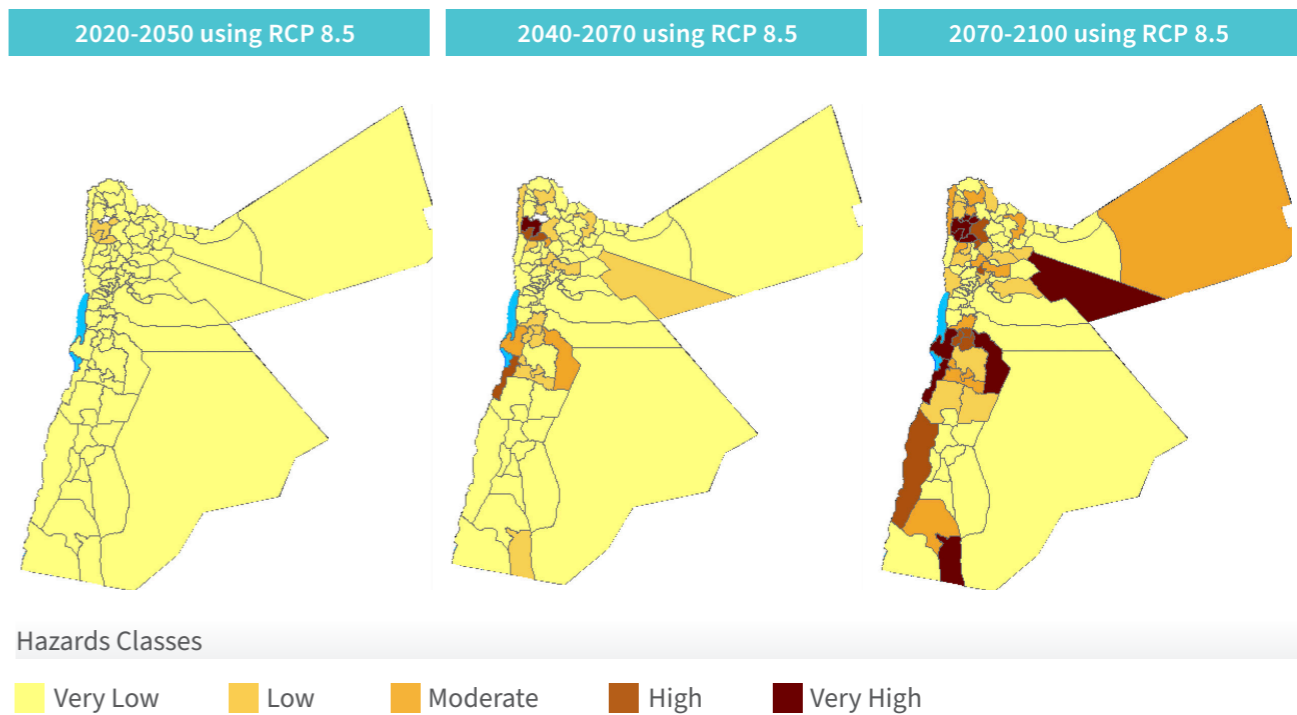 2020-2050 using RCP 8.5
2040-2070 using RCP 8.5
2070-2100 using RCP 8.5
Hazards Classes
Very Low
Low
Moderate
High
Very High